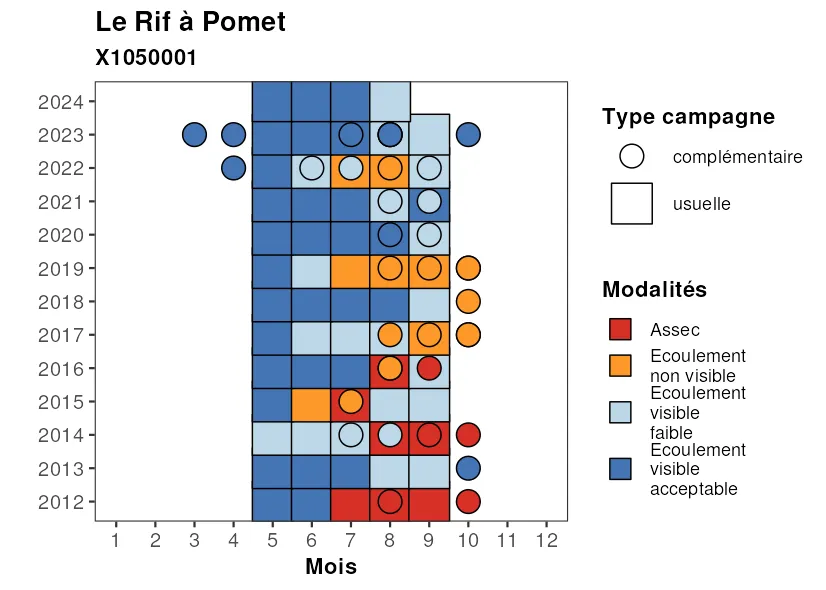 Le Rif à Pomet
X1050001
2024
2023
2022
2021
2020
2019
2018
2017
2016
2015
2014
2013
2012
1 2 3 4 5 6 7 8 9 10 11 12
Mois
Type campagne
complémentaire
usuelle
Modalités
Assec
Ecoulement
non visible
Ecoulement
visible
faible
Ecoulement
visible
acceptable